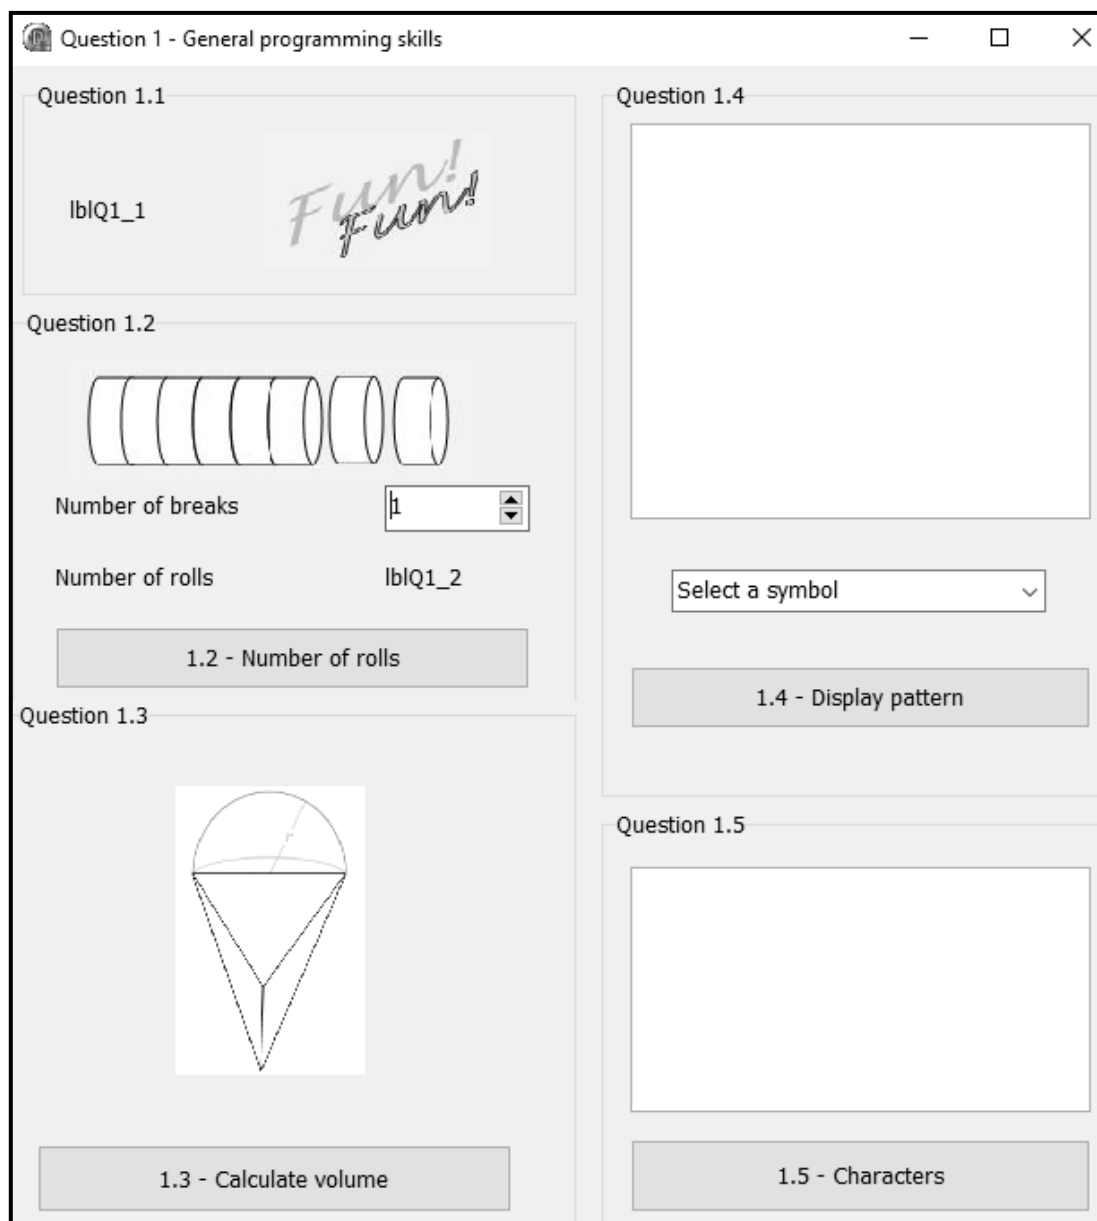 Question 1 - General programming skills
Question 1.1
lblQ1_1
Fun!
Fun!
Question 1.2
Number of breaks
1
Number of rolls
lblQ1_2
1.2 - Number of rolls
Question 1.3
r
1.3 - Calculate volume
Question 1.4
Select a symbol
1.4 - Display pattern
Question 1.5
1.5 - Characters